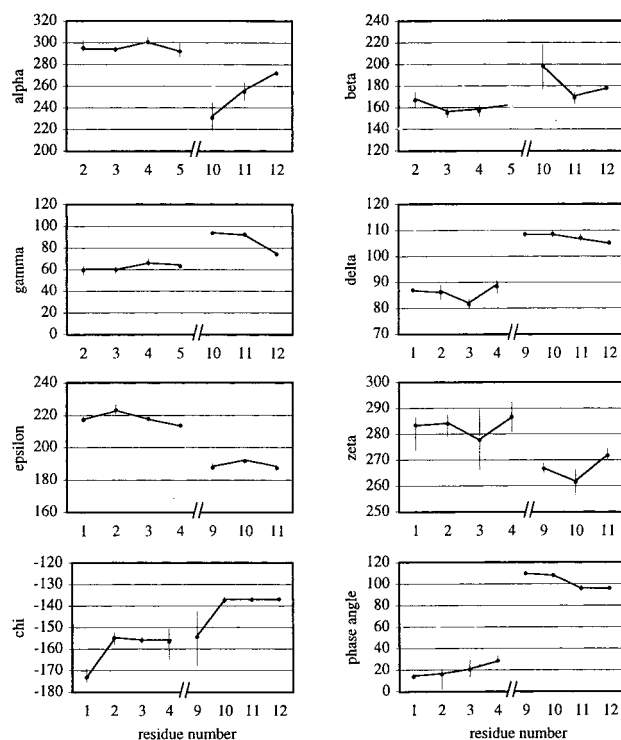 320
300
280
260
240
220
200
alpha
2 3 4 5 // 10 11 12
200
180
160
140
120
beta
2 3 4 5 // 10 11 12
120
100
80
60
40
20
0
gamma
2 3 4 5 // 10 11 12
120
110
100
90
80
70
delta
1 2 3 4 // 9 10 11 12
240
220
200
180
160
epsilon
1 2 3 4 // 9 10 11
300
290
280
270
260
250
zeta
1 2 3 4 // 9 10 11
-120
-130
-140
-150
-160
-170
-180
chi
1 2 3 4 // 9 10 11 12
residue number
120
100
80
60
40
20
0
phase angle
1 2 3 4 // 9 10 11 12
residue number